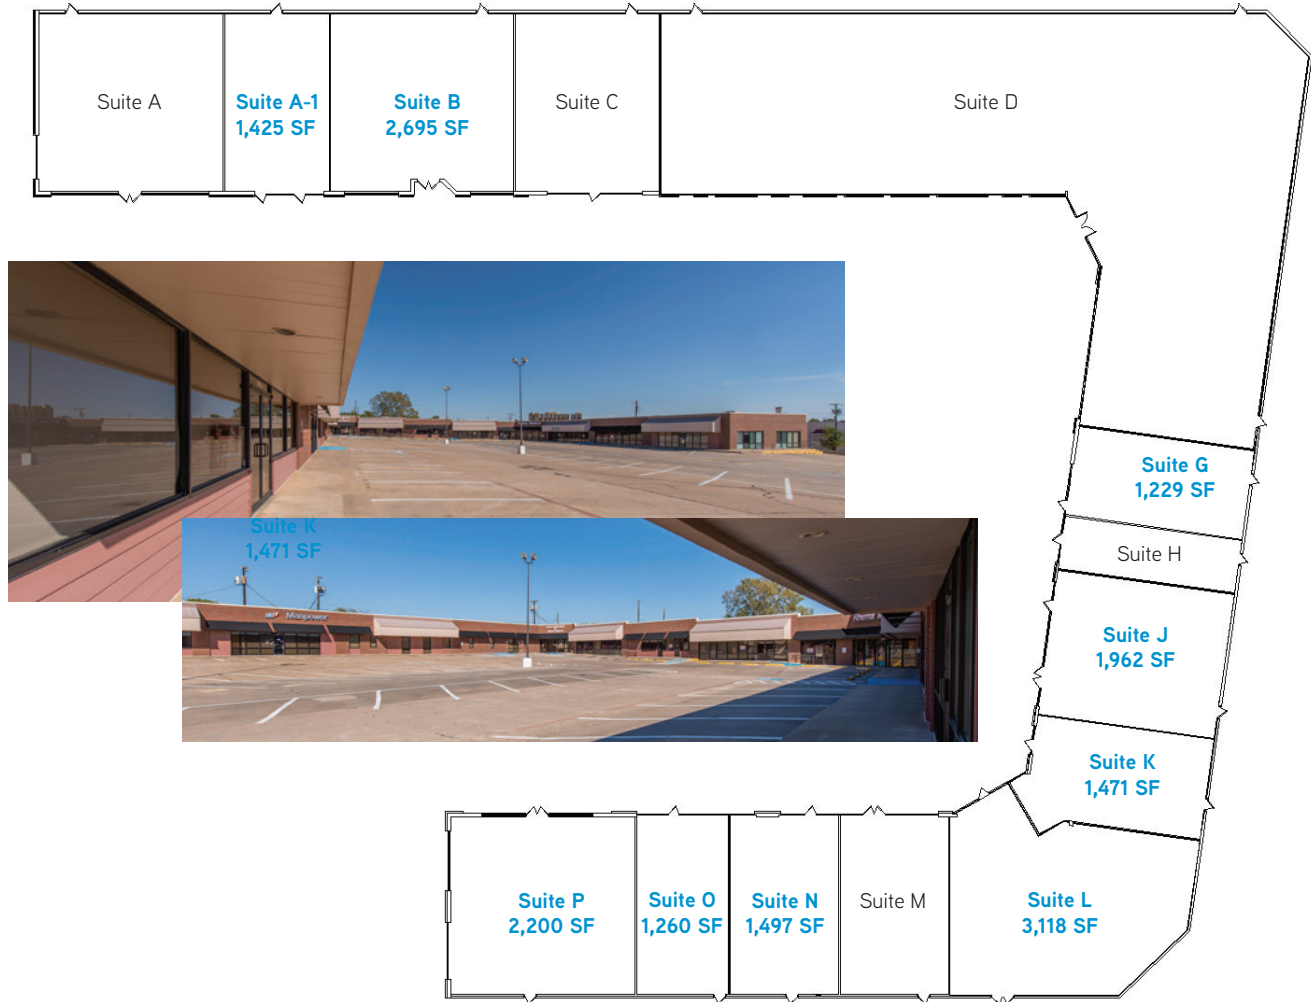 Suite A
Suite A-1
1,425 SF
Suite B
2,695 SF
Suite C
Suite D
Suite G
1,229 SF
Suite H
Suite K
1,471 SF
Manpower
Suite J
1,962 SF
Suite K
1,471 SF
Suite P
2,200 SF
Suite O
1,260 SF
Suite N
1,497 SF
Suite M
Suite L
3,118 SF